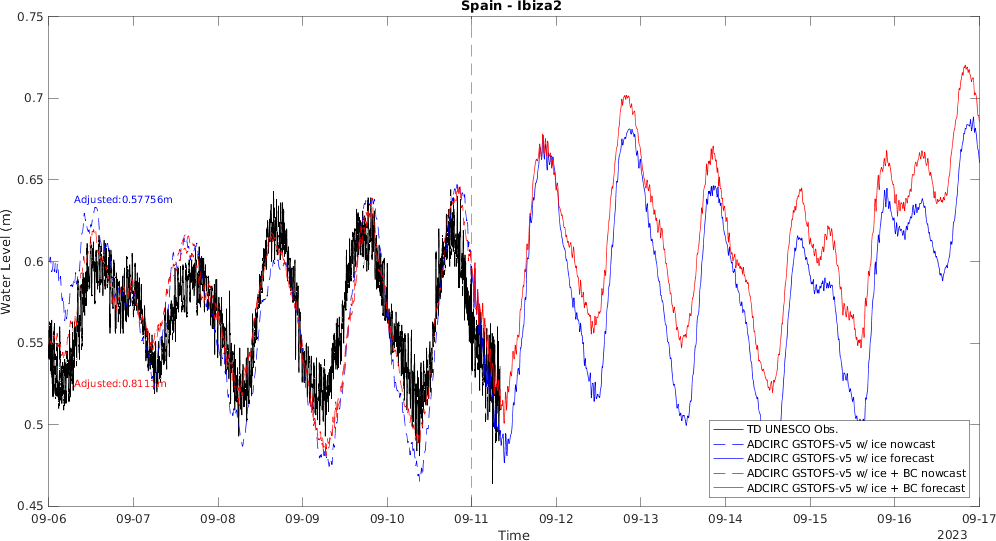 Spain - Ibiza2
0.75
0.7
0.65
0.6
0.55
0.5
0.45
Water Level (m)
Adjusted:0.57756m
TD UNESCO Obs.
ADCIRC GSTOFS-v5 w/ ice nowcast
ADCIRC GSTOFS-v5 w/ ice forecast
ADCIRC GSTOFS-v5 w/ ice + BC nowcast
ADCIRC GSTOFS-v5 w/ ice + BC forecast
09-06 09-07 09-08 09-09 09-10 09-11 09-12 09-13 09-14 09-15 09-16 09-17
Time
2023